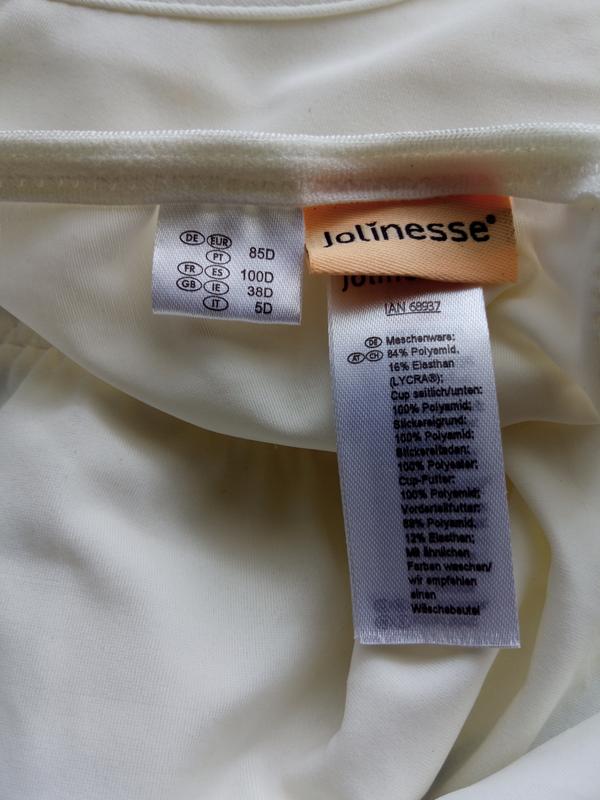 DE EUR
85D
PT
FR ES 100D
GB IE 38D
IT 5D
Jolinesse®
IAN 68937
DE Maschenware:
AT CH 84% Polyamid,
16% Elasthan
(LYCRA®);
Cup seitlich/unten:
100% Polyamid;
Stickereigrund:
100% Polyamid;
Stickereifaden:
100% Polyester;
Cup-Futter:
100% Polyamid;
Vorderteilfutter:
Polyamid,
12% Elasthan;
Mit ähnlichen
Farben waschen/
wir empfehlen
einen
Wäschebeutel